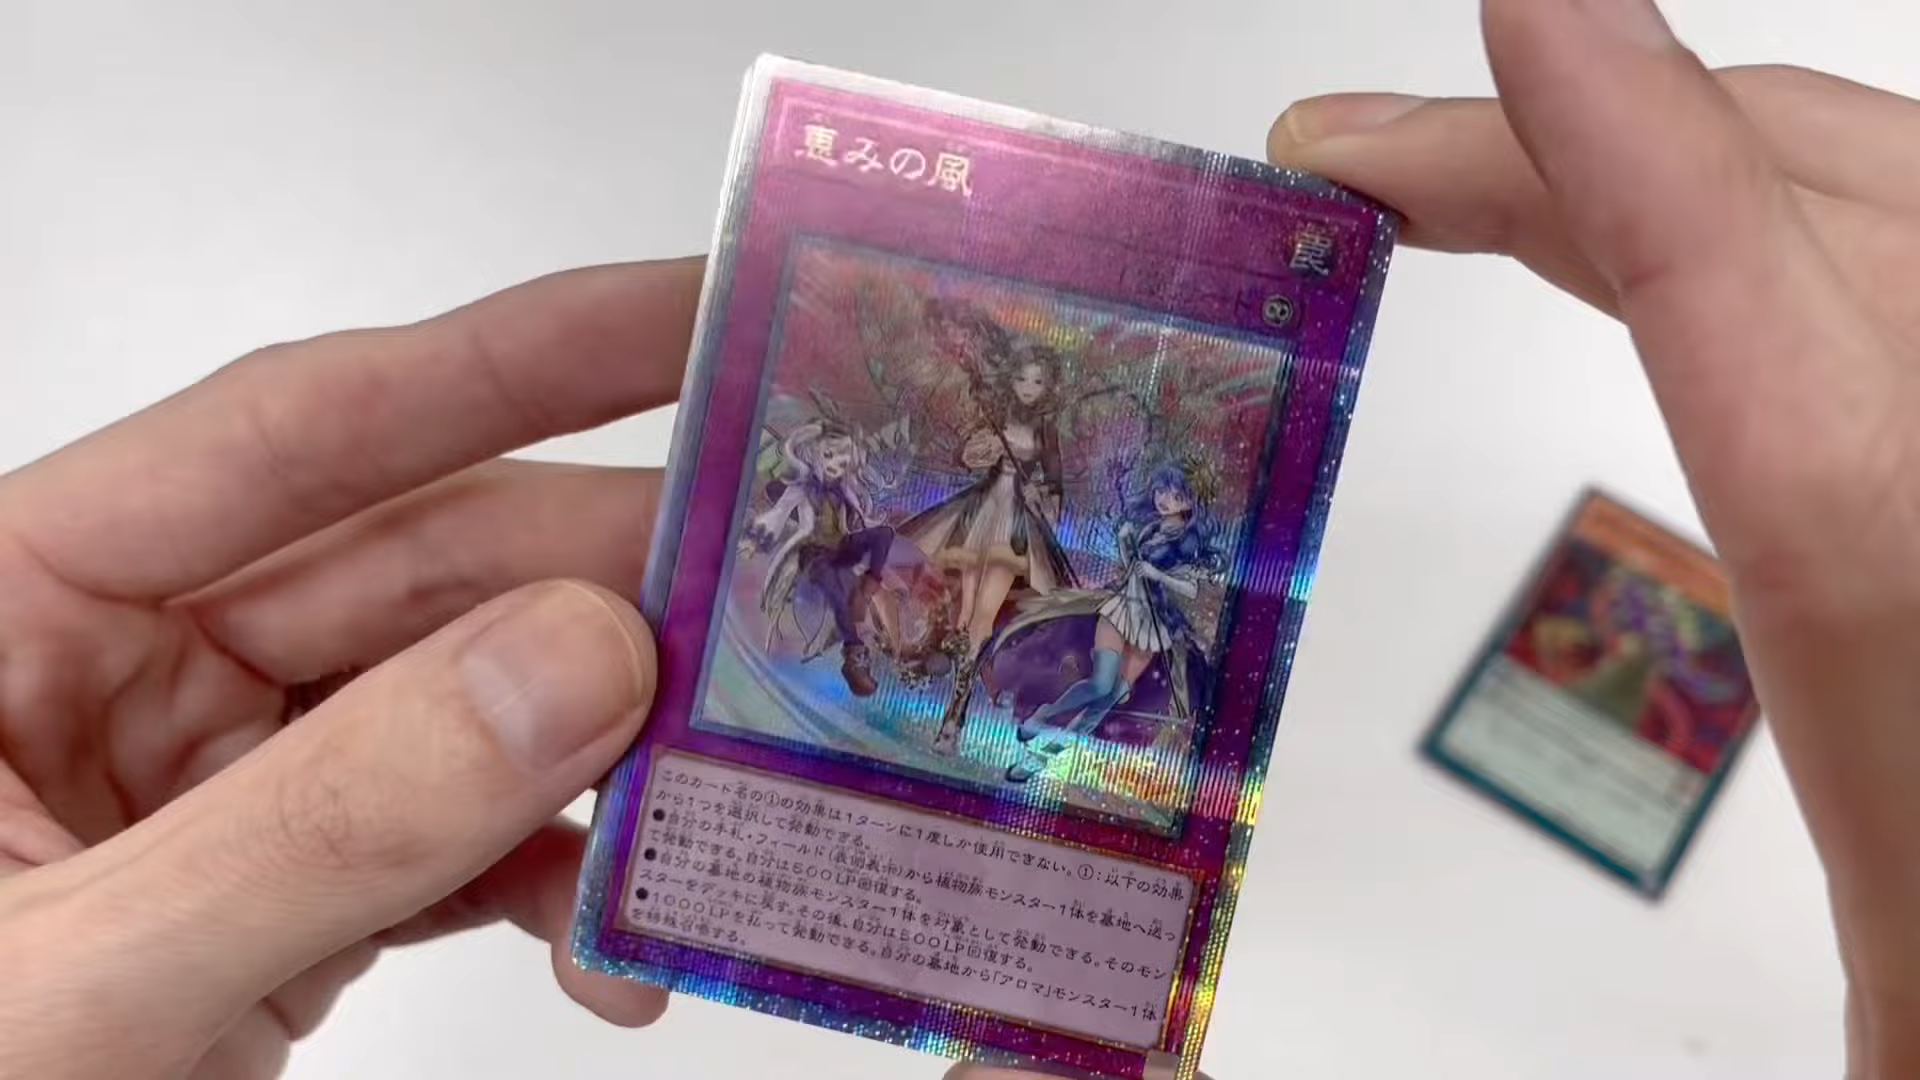 恵みの風
罠
このカード名の①の効果は1ターンに1度しか使用できない。①：以下の効果
から1つを選択して発動できる。
●自分の手札・フィールド(表側表示)から植物族モンスター1体を墓地へ送っ
て発動できる。自分は500LP回復する。
●自分の墓地の植物族モンスター1体を対象として発動できる。そのモン
スターをデッキに戻す。その後、自分は500LP回復する。
●1000LPを払って発動できる。自分の墓地から「アロマ」モンスター1体
を特殊召喚する。